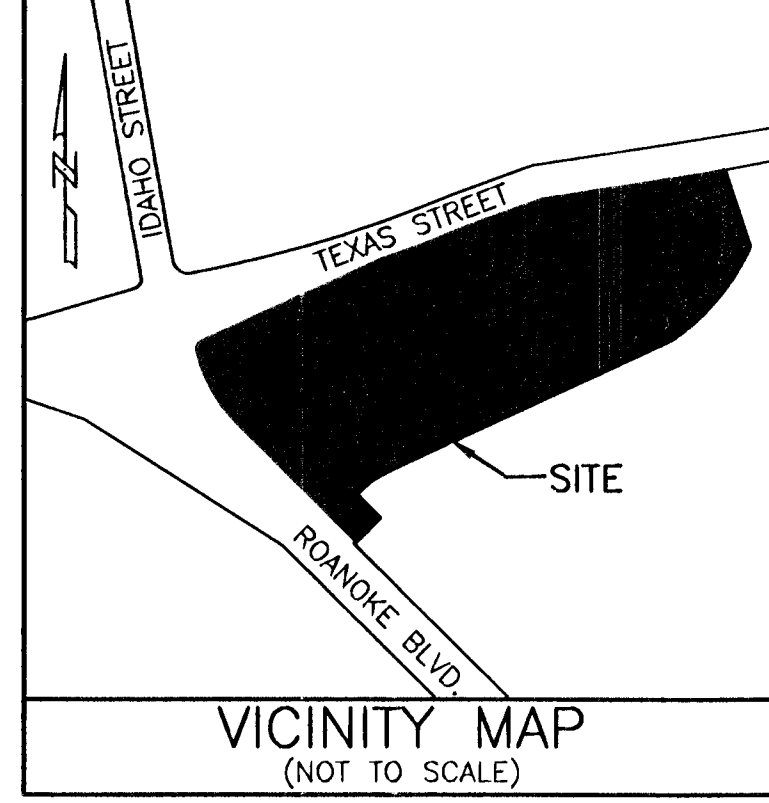 IDAHO STREET
N
TEXAS STREET
SITE
ROANOKE BLVD.
VICINITY MAP
(NOT TO SCALE)